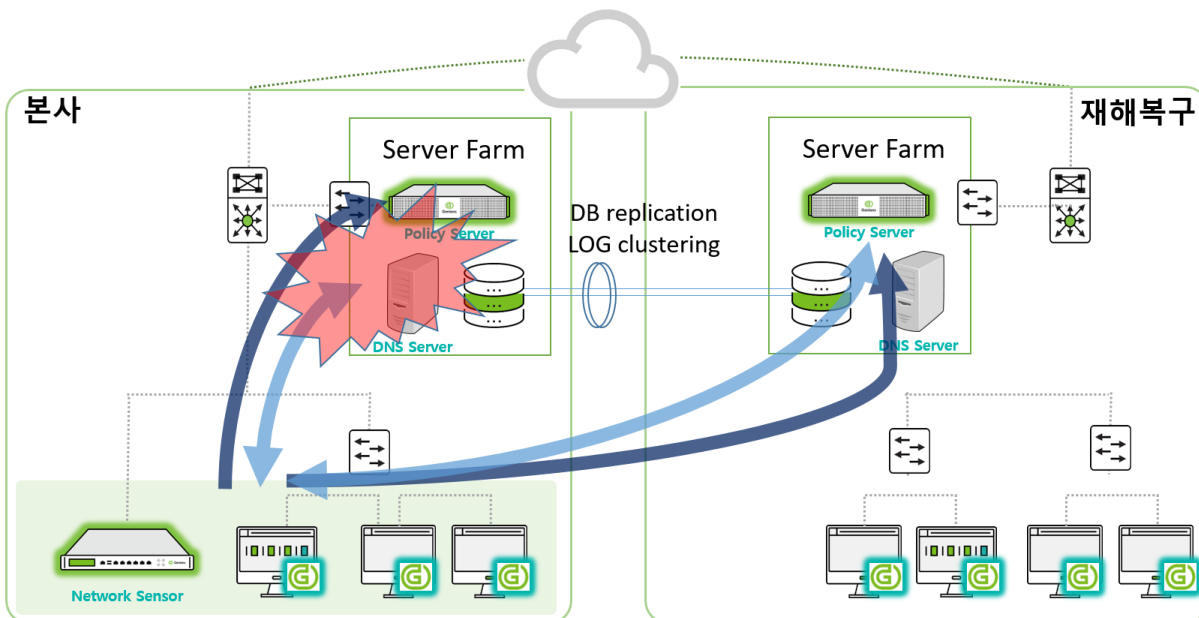 본사
재해복구
Server Farm
Server Farm
Policy Server
Policy Server
DB replication
LOG clustering
DNS Server
DNS Server
Network Sensor